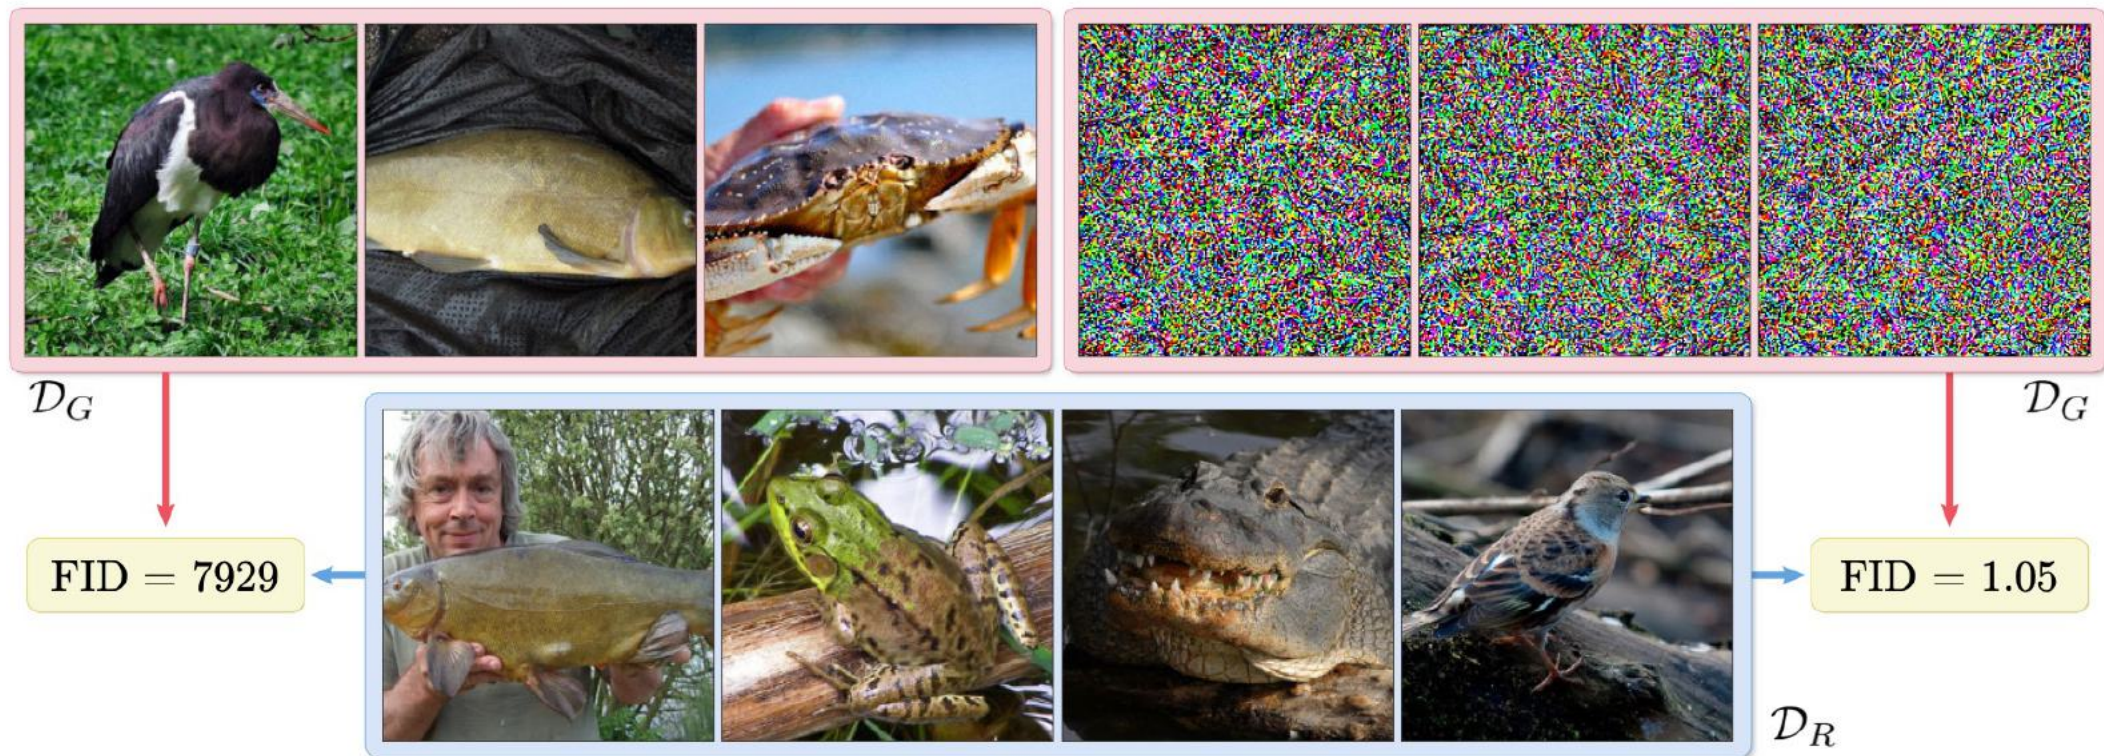 𝒟_G
𝒟_G
FID = 7929
FID = 1.05
𝒟_R